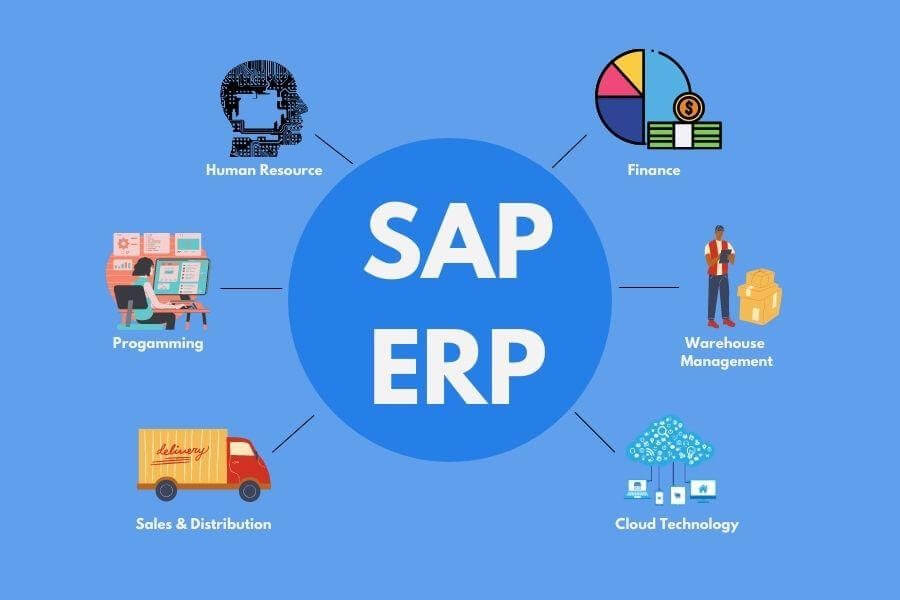 Human Resource
Finance
SAP
ERP
Progamming
Warehouse
Management
delivery
Sales & Distribution
Cloud Technology